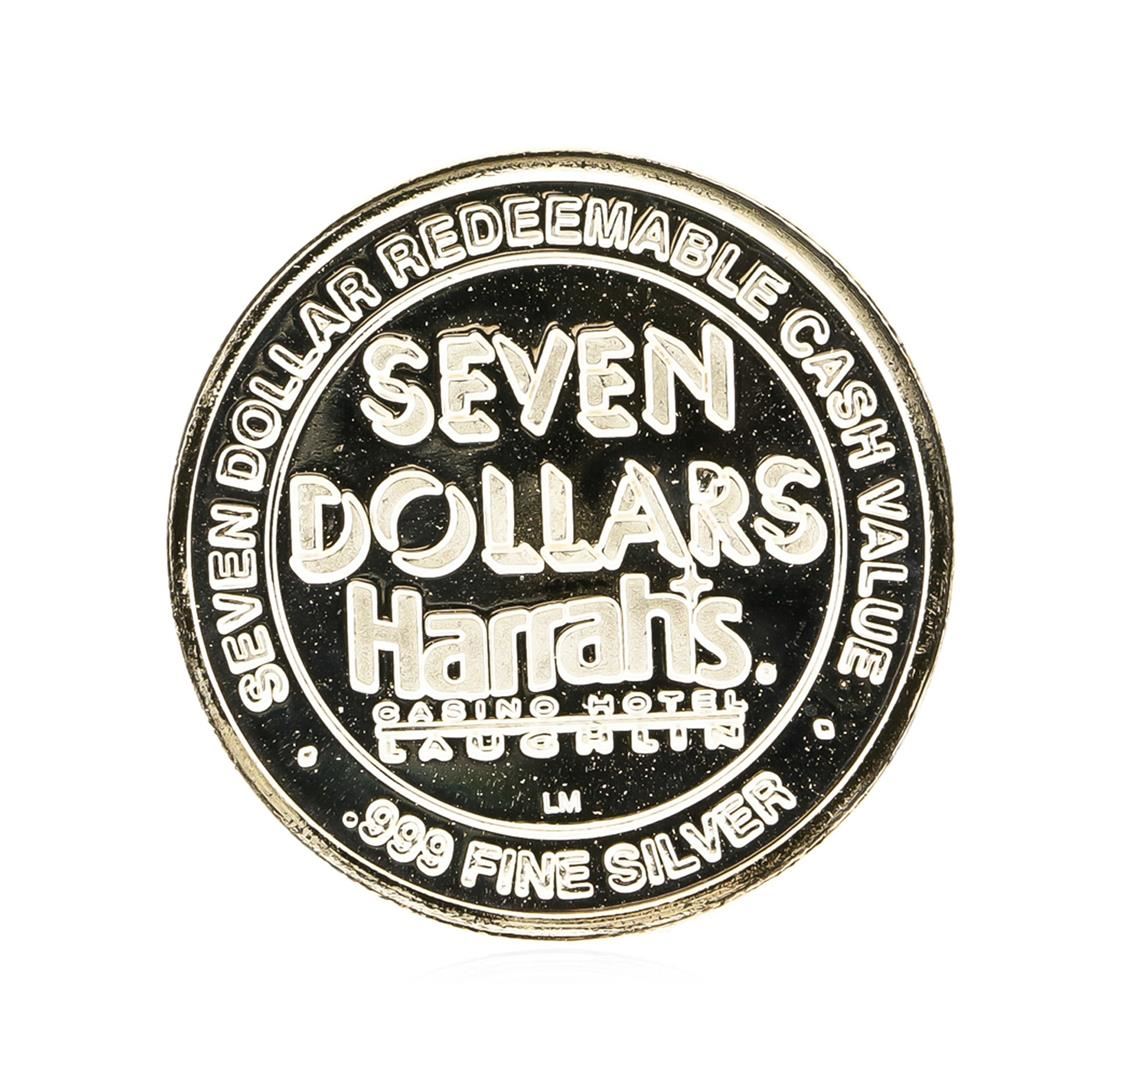 SEVEN DOLLAR REDEEMABLE CASH VALUE
SEVEN
DOLLARS
Harrah's.
CASINO HOTEL
LAUGHLIN
LM
.999 FINE SILVER